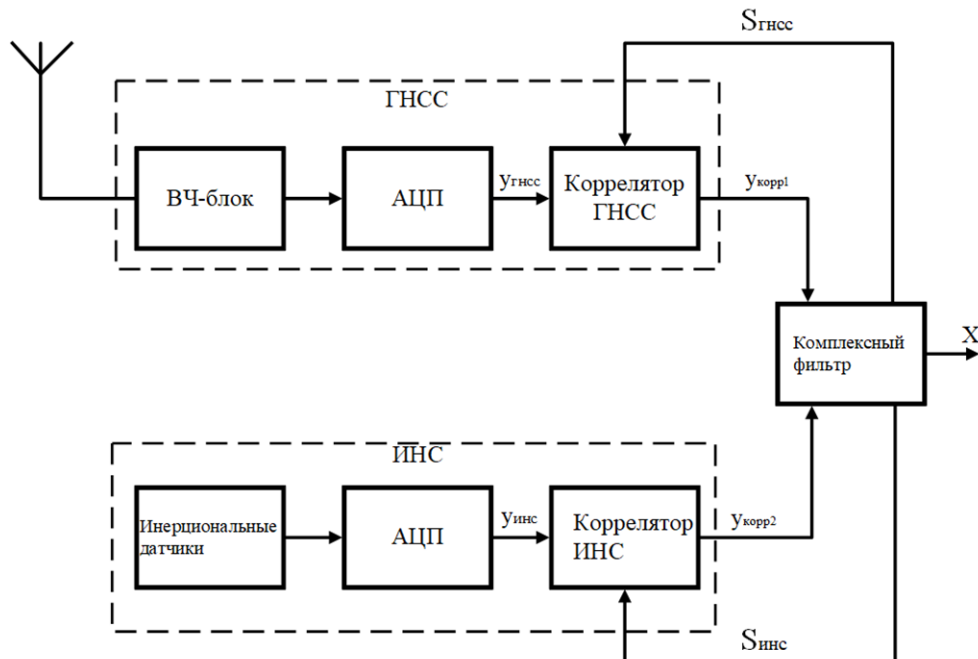 Sгнсс
ГНСС
ВЧ-блок
АЦП
yгнсс
Коррелятор
ГНСС
yкорр1
Комплексный
фильтр
X
ИНС
Инерциональные
датчики
АЦП
yинс
Коррелятор
ИНС
yкорр2
Sинс